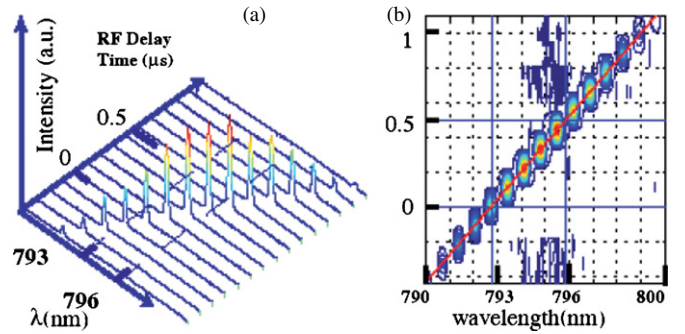 (a)
RF Delay
Time (μs)
Intensity (a.u.)
0.5
0
793
796
λ(nm)
(b)
1
0.5
0
790
793
796
800
wavelength(nm)